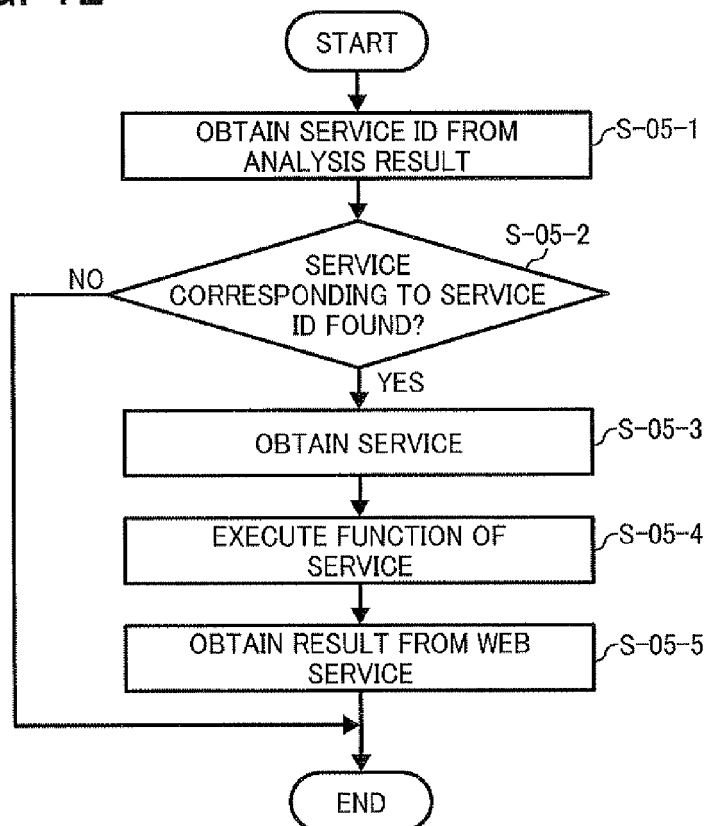 START
OBTAIN SERVICE ID FROM
ANALYSIS RESULT
S-05-1
S-05-2
SERVICE
CORRESPONDING TO SERVICE
ID FOUND?
NO
YES
OBTAIN SERVICE
S-05-3
EXECUTE FUNCTION OF
SERVICE
S-05-4
OBTAIN RESULT FROM WEB
SERVICE
S-05-5
END